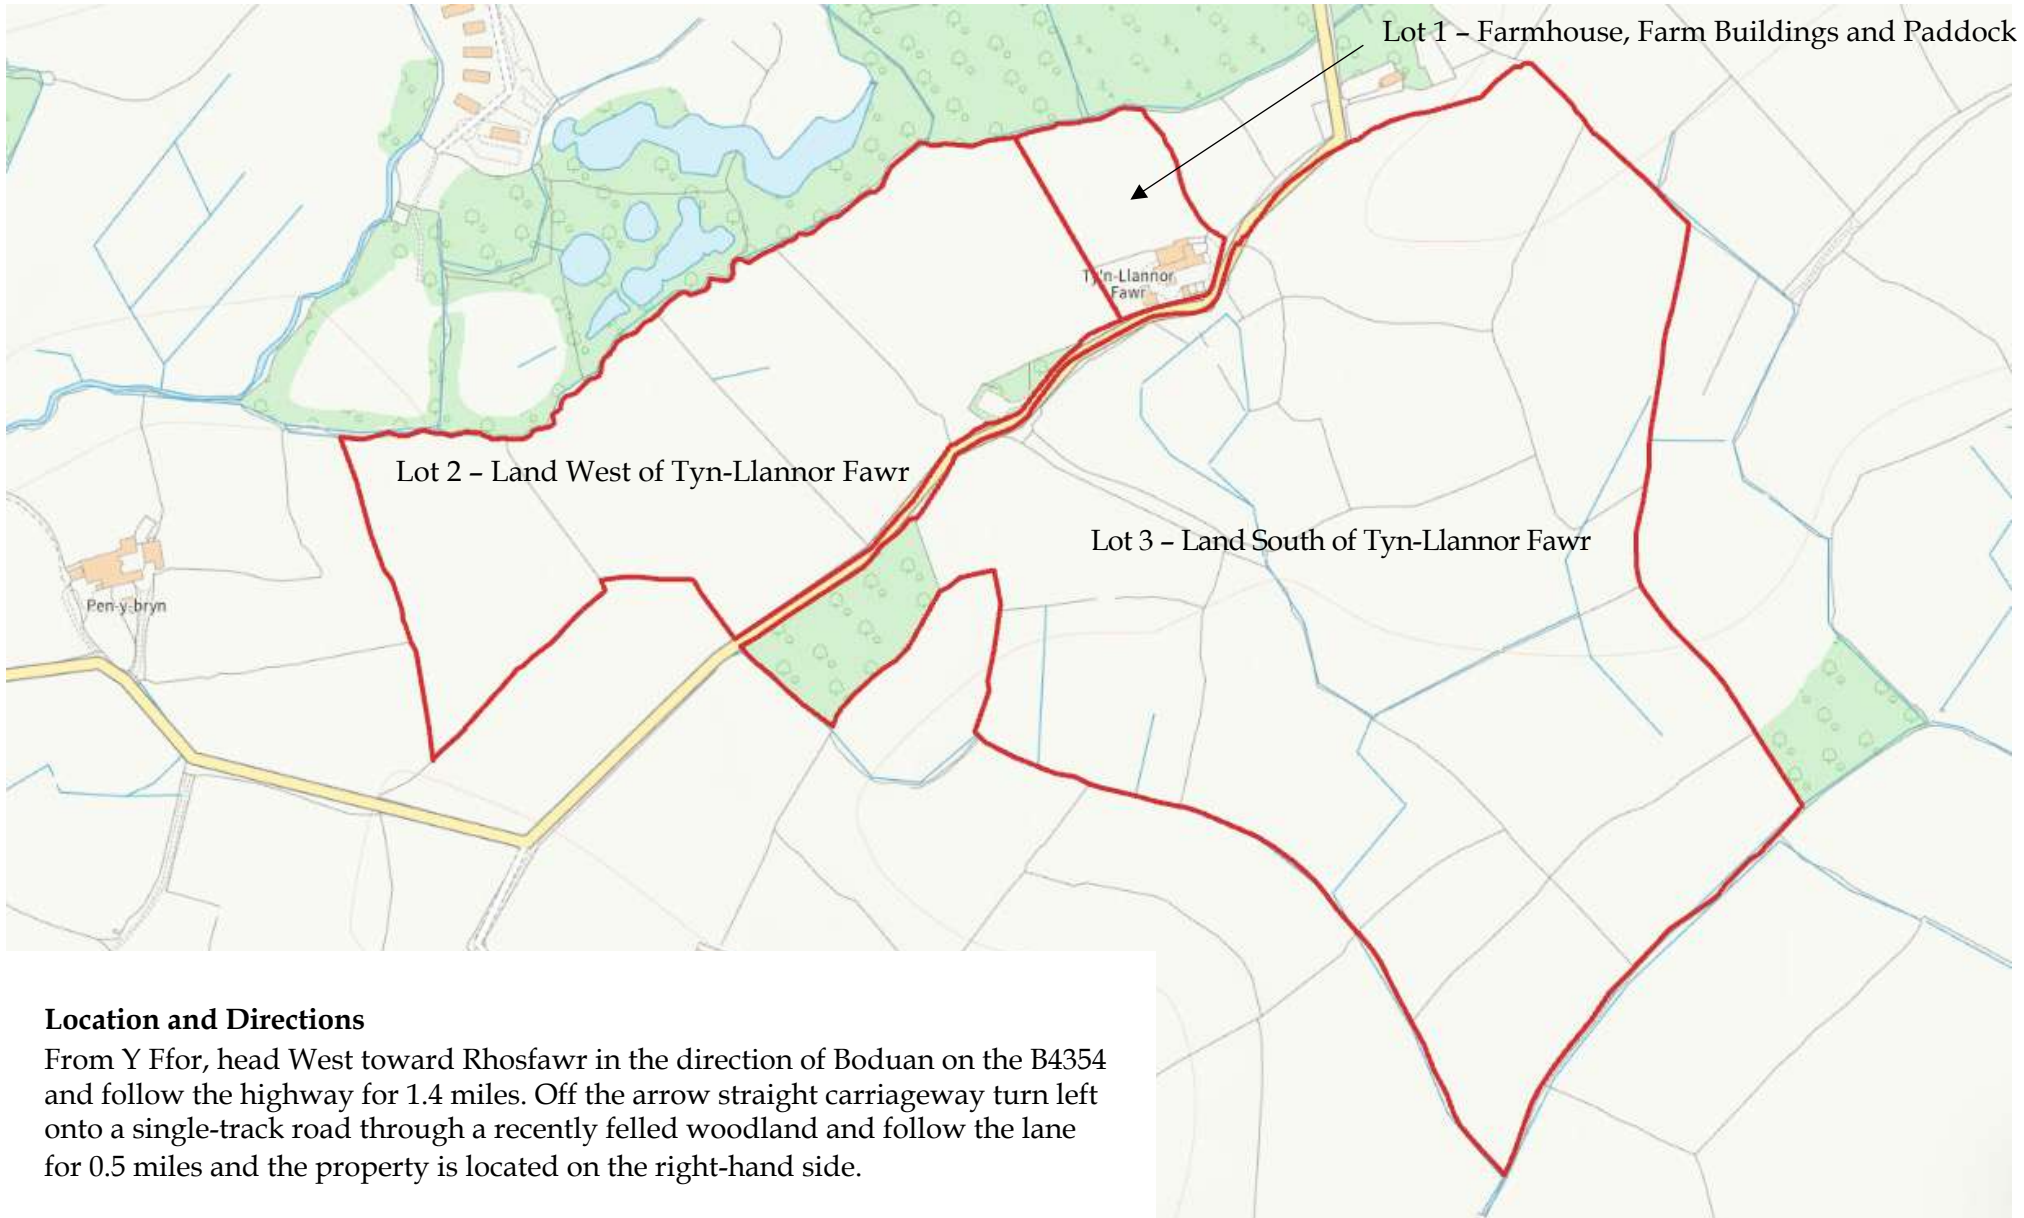 Lot 1 – Farmhouse, Farm Buildings and Paddock
Ty'n-Llannor
Fawr
Lot 2 – Land West of Tyn-Llannor Fawr
Lot 3 – Land South of Tyn-Llannor Fawr
Pen-y-bryn
Location and Directions
From Y Ffor, head West toward Rhosfawr in the direction of Boduan on the B4354
and follow the highway for 1.4 miles. Off the arrow straight carriageway turn left
onto a single-track road through a recently felled woodland and follow the lane
for 0.5 miles and the property is located on the right-hand side.